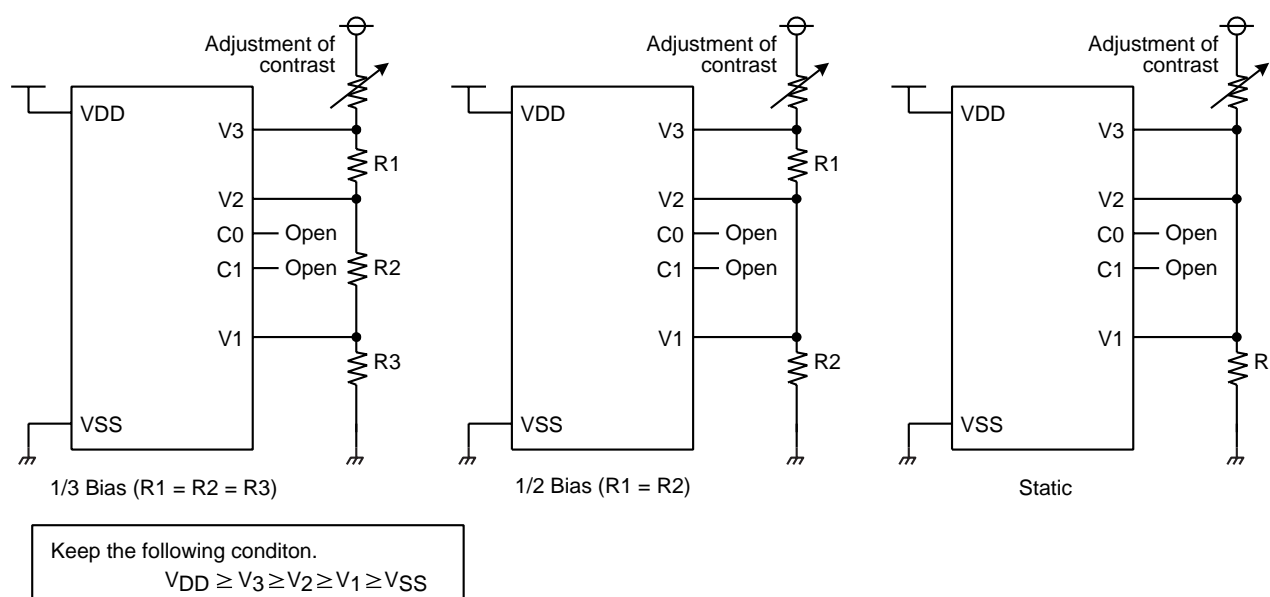 Adjustment of
contrast
VDD
V3
R1
V2
C0
Open
C1
Open
R2
V1
R3
VSS
1/3 Bias (R1 = R2 = R3)
Adjustment of
contrast
VDD
V3
R1
V2
C0
Open
C1
Open
V1
R2
VSS
1/2 Bias (R1 = R2)
Adjustment of
contrast
VDD
V3
V2
C0
Open
C1
Open
V1
R
VSS
Static
Keep the following conditon.
VDD ≥ V3 ≥ V2 ≥ V1 ≥ VSS